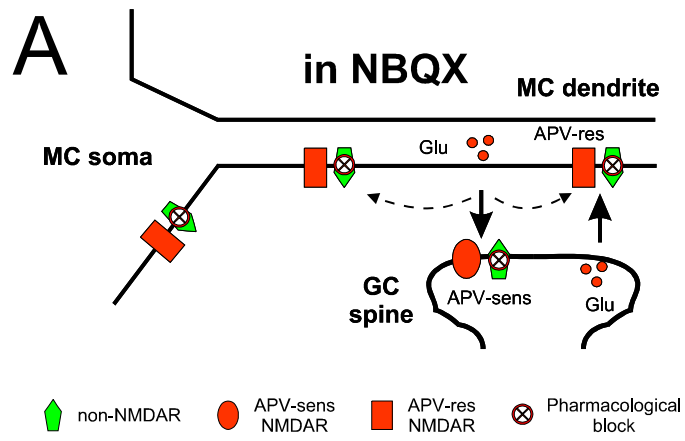 A
in NBQX
MC dendrite
MC soma
Glu
APV-res
GC
spine
APV-sens
Glu
non-NMDAR
APV-sens
NMDAR
APV-res
NMDAR
Pharmacological
block